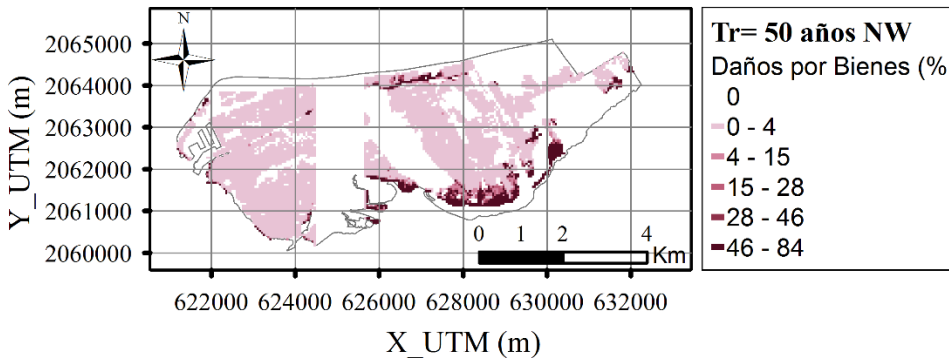 N
Y_UTM (m)
2065000
2064000
2063000
2062000
2061000
2060000
0 1 2 4
Km
622000 624000 626000 628000 630000 632000
X_UTM (m)
Tr= 50 años NW
Daños por Bienes (%
0
0 - 4
4 - 15
15 - 28
28 - 46
46 - 84